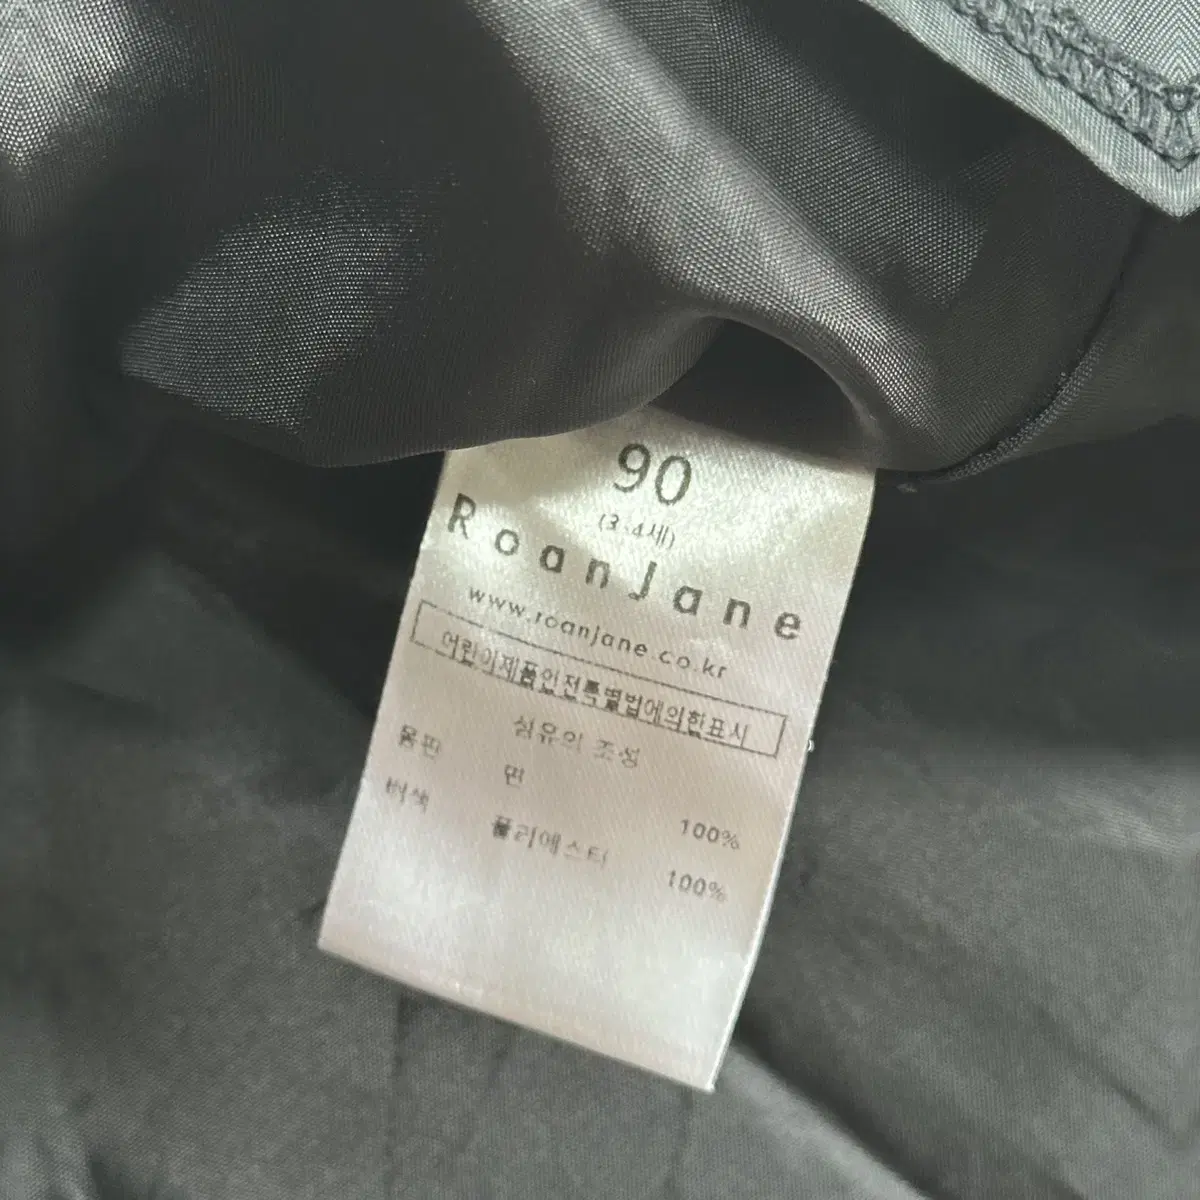 90
(3-4세)
RoanJane
www.roanjane.co.kr
어린이제품안전특별법에의한표시
섬유의 조성
몸판 면 100%
배색 폴리에스터 100%